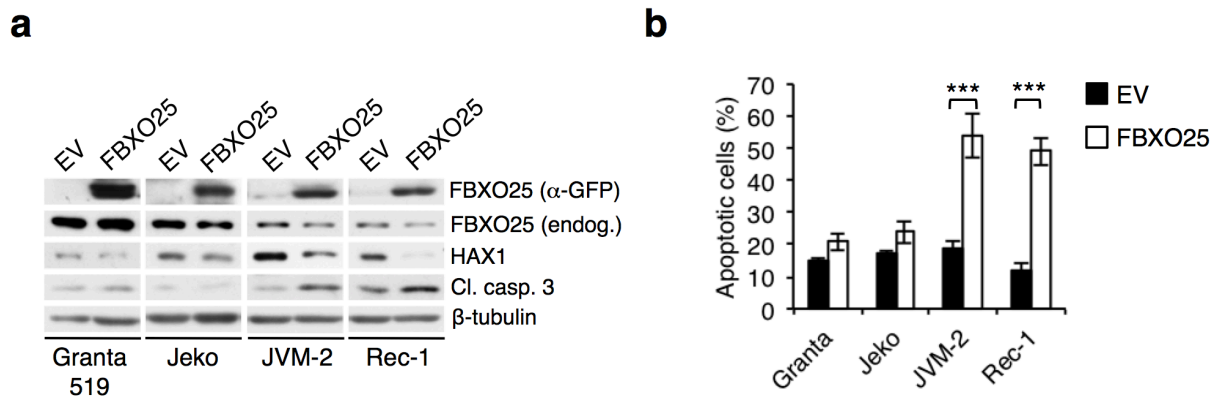 a
EV FBXO25 EV FBXO25 EV FBXO25 EV FBXO25
FBXO25 (α-GFP)
FBXO25 (endog.)
HAX1
Cl. casp. 3
β-tubulin
Granta Jeko JVM-2 Rec-1
519
b
Apoptotic cells (%)
70
60
50
40
30
20
10
0
*** ***
EV
FBXO25
Granta Jeko JVM-2 Rec-1